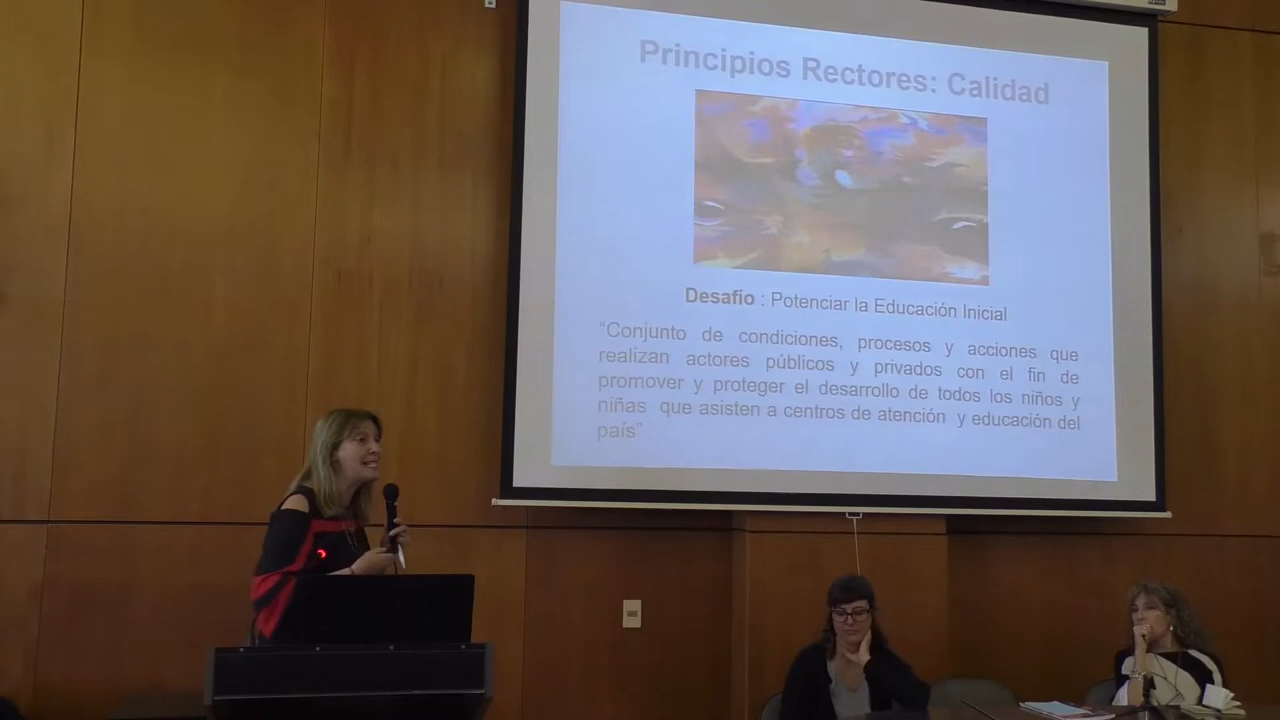 Principios Rectores: Calidad
Desafío : Potenciar la Educación Inicial
“Conjunto de condiciones, procesos y acciones que
realizan actores públicos y privados con el fin de
promover y proteger el desarrollo de todos los niños y
niñas que asisten a centros de atención y educación del
país”